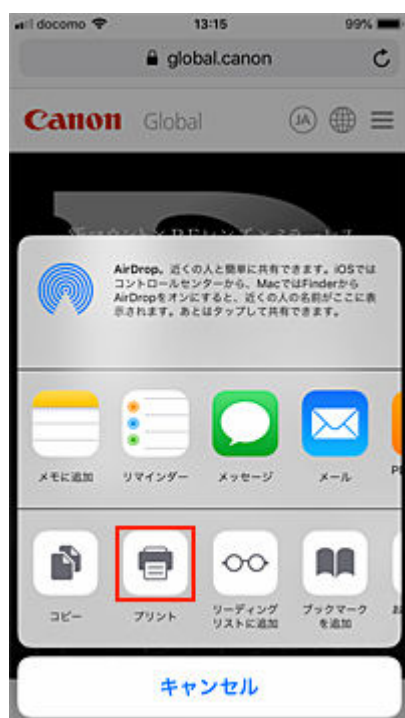 docomo 13:15 99%
global.canon
Canon Global JA
AirDrop。近くの人と簡単に共有できます。iOSでは
コントロールセンターから、MacではFinderから
AirDropをオンにすると、近くの人の名前がここに表
示されます。あとはタップして共有できます。
メモに追加 リマインダー メッセージ メール
コピー プリント リーディング ブックマーク
リストに追加 を追加
キャンセル